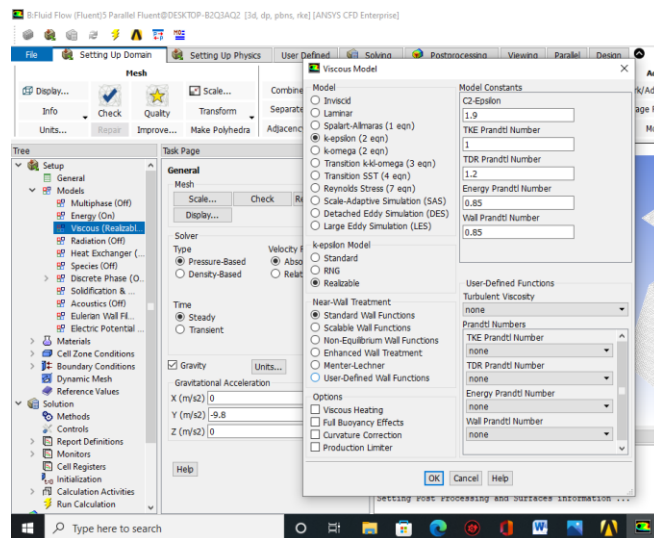 B:Fluid Flow (Fluent)5 Parallel Fluent@DESKTOP-B2Q3AQ2 [3d, dp, pbns, rke] [ANSYS CFD Enterprise]
File
Setting Up Domain
Setting Up Physics
User Defined
Solving
Postprocessing
Viewing
Parallel
Design
Mesh
Display...
Info
Units...
Check
Repair
Quality
Improve...
Scale...
Transform
Make Polyhedra
Combine
Separate
Adjacency
Tree
Setup
General
Models
Multiphase (Off)
Energy (On)
Viscous (Realizabl...
Radiation (Off)
Heat Exchanger (...
Species (Off)
Discrete Phase (O...
Solidification & ...
Acoustics (Off)
Eulerian Wall Fil...
Electric Potential ...
Materials
Cell Zone Conditions
Boundary Conditions
Dynamic Mesh
Reference Values
Solution
Methods
Controls
Report Definitions
Monitors
Cell Registers
Initialization
Calculation Activities
Run Calculation
Task Page
General
Mesh
Scale...
Check
Re
Display...
Solver
Type
Pressure-Based
Density-Based
Velocity F
Abso
Relat
Time
Steady
Transient
Gravity
Units...
Gravitational Acceleration
X (m/s2) 0
Y (m/s2) -9.8
Z (m/s2) 0
Help
Viscous Model
Model
Inviscid
Laminar
Spalart-Allmaras (1 eqn)
k-epsilon (2 eqn)
k-omega (2 eqn)
Transition k-kl-omega (3 eqn)
Transition SST (4 eqn)
Reynolds Stress (7 eqn)
Scale-Adaptive Simulation (SAS)
Detached Eddy Simulation (DES)
Large Eddy Simulation (LES)
k-epsilon Model
Standard
RNG
Realizable
Near-Wall Treatment
Standard Wall Functions
Scalable Wall Functions
Non-Equilibrium Wall Functions
Enhanced Wall Treatment
Menter-Lechner
User-Defined Wall Functions
Options
Viscous Heating
Full Buoyancy Effects
Curvature Correction
Production Limiter
Model Constants
C2-Epsilon
1.9
TKE Prandtl Number
1
TDR Prandtl Number
1.2
Energy Prandtl Number
0.85
Wall Prandtl Number
0.85
User-Defined Functions
Turbulent Viscosity
none
Prandtl Numbers
TKE Prandtl Number
none
TDR Prandtl Number
none
Energy Prandtl Number
none
Wall Prandtl Number
none
OK
Cancel
Help
Setting Post Processing and Surfaces information ...
Type here to search